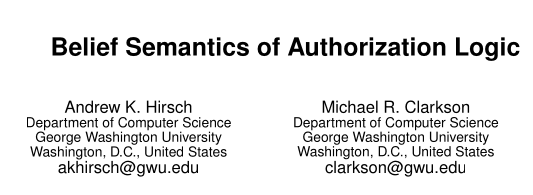 Belief Semantics of Authorization Logic
Andrew K. Hirsch
Department of Computer Science
George Washington University
Washington, D.C., United States
akhirsch@gwu.edu
Michael R. Clarkson
Department of Computer Science
George Washington University
Washington, D.C., United States
clarkson@gwu.edu